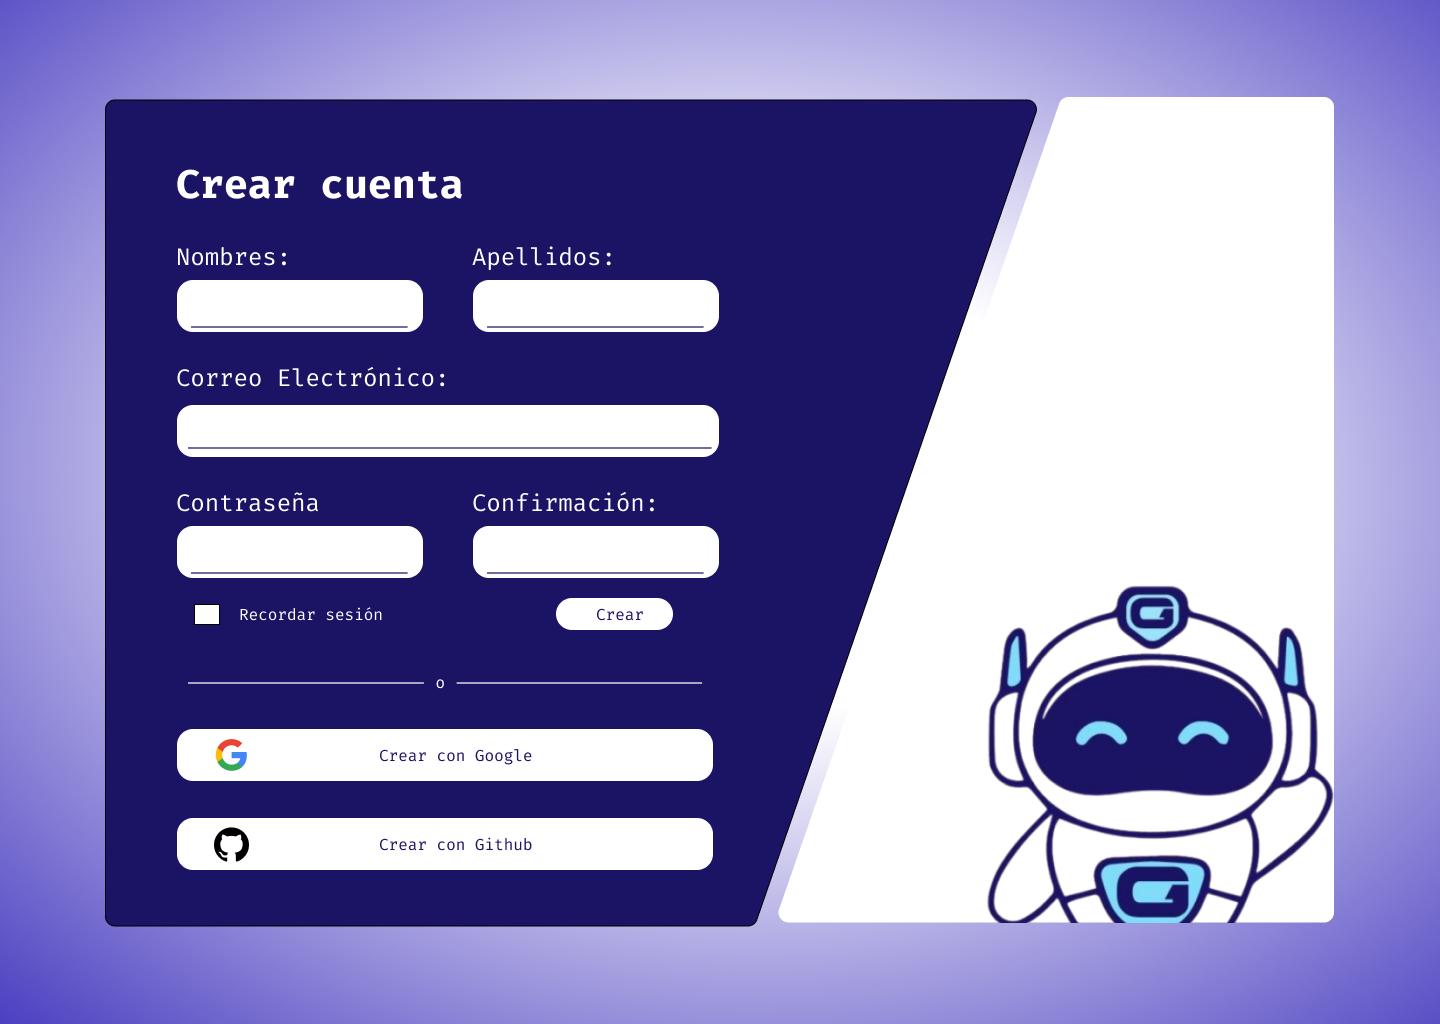 Crear cuenta
Nombres: Apellidos:
Correo Electrónico:
Contraseña Confirmación:
Recordar sesión Crear
o
Crear con Google
Crear con Github
G
G